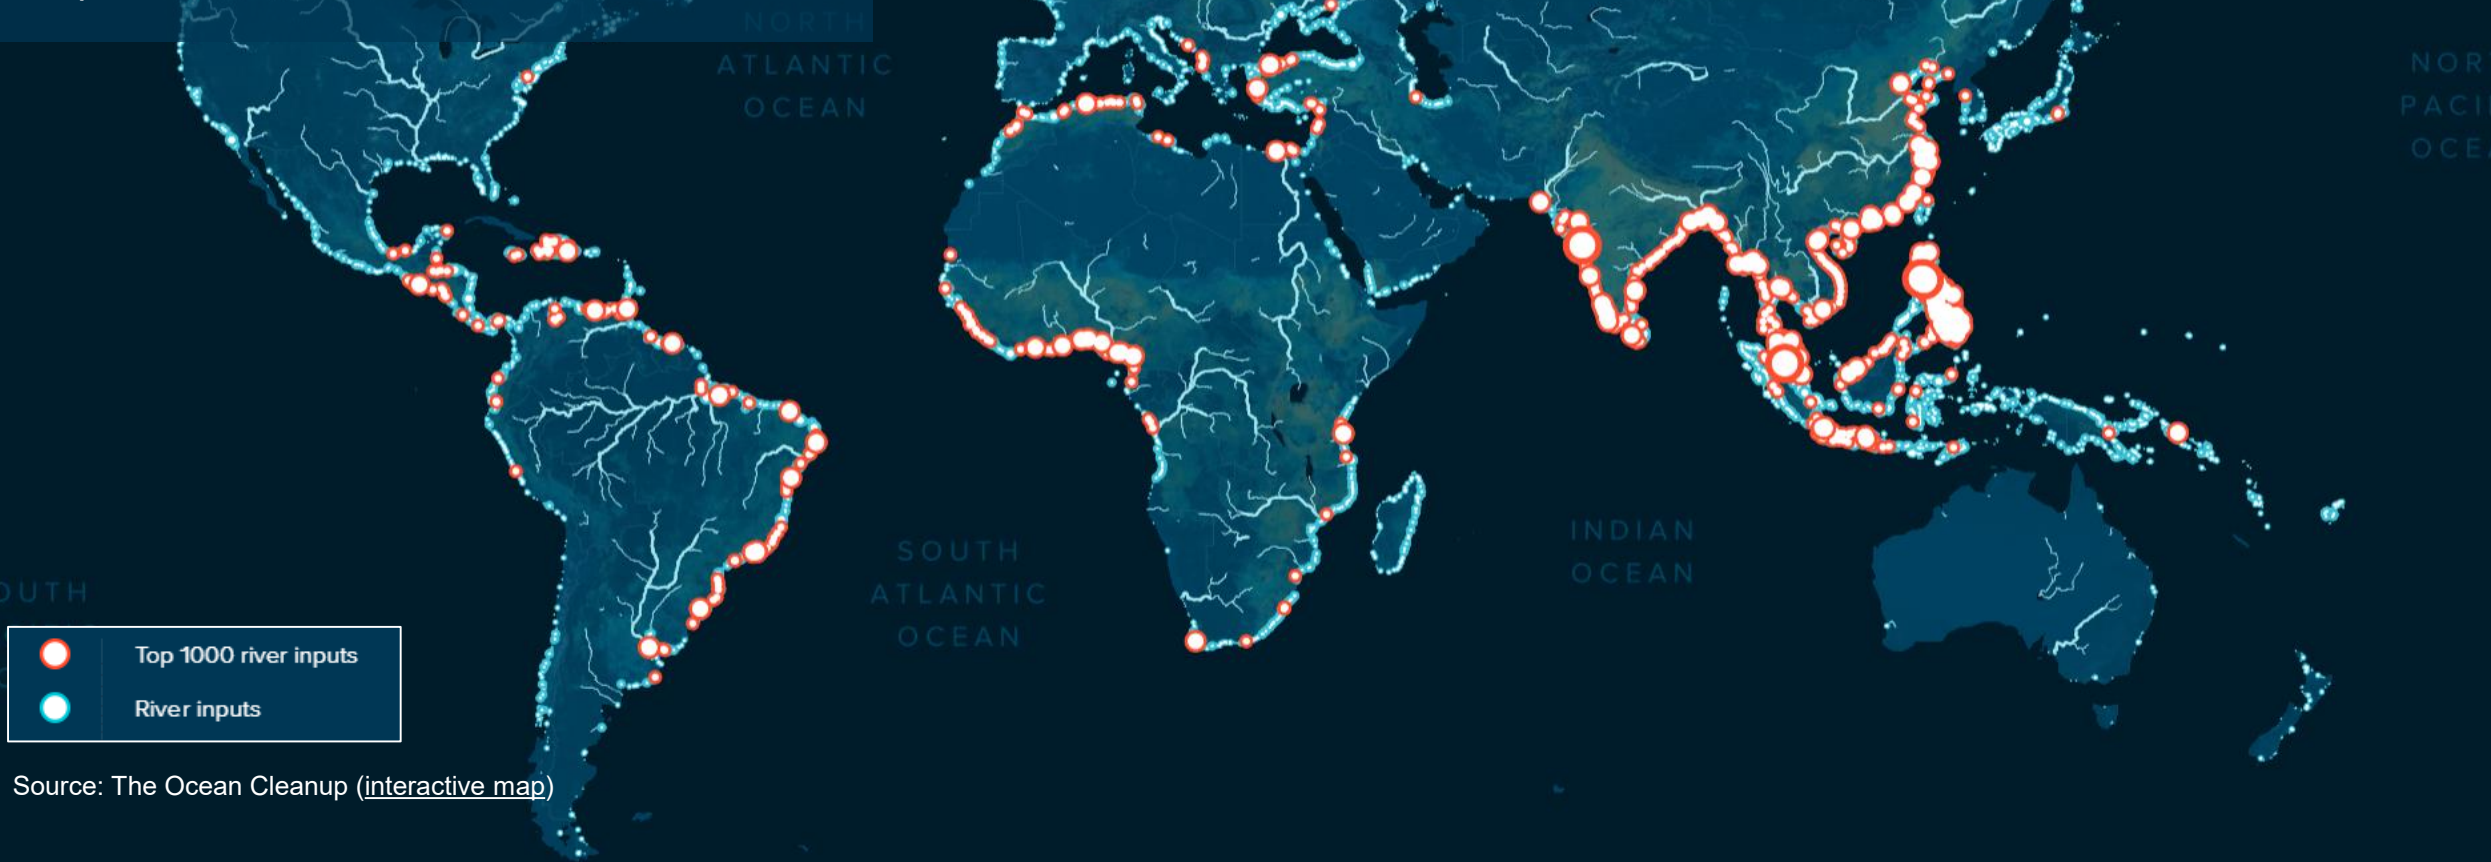 NORTH
ATLANTIC
OCEAN
NOR
PACI
OCE
SOUTH
ATLANTIC
OCEAN
INDIAN
OCEAN
OUTH
Top 1000 river inputs
River inputs
Source: The Ocean Cleanup (interactive map)